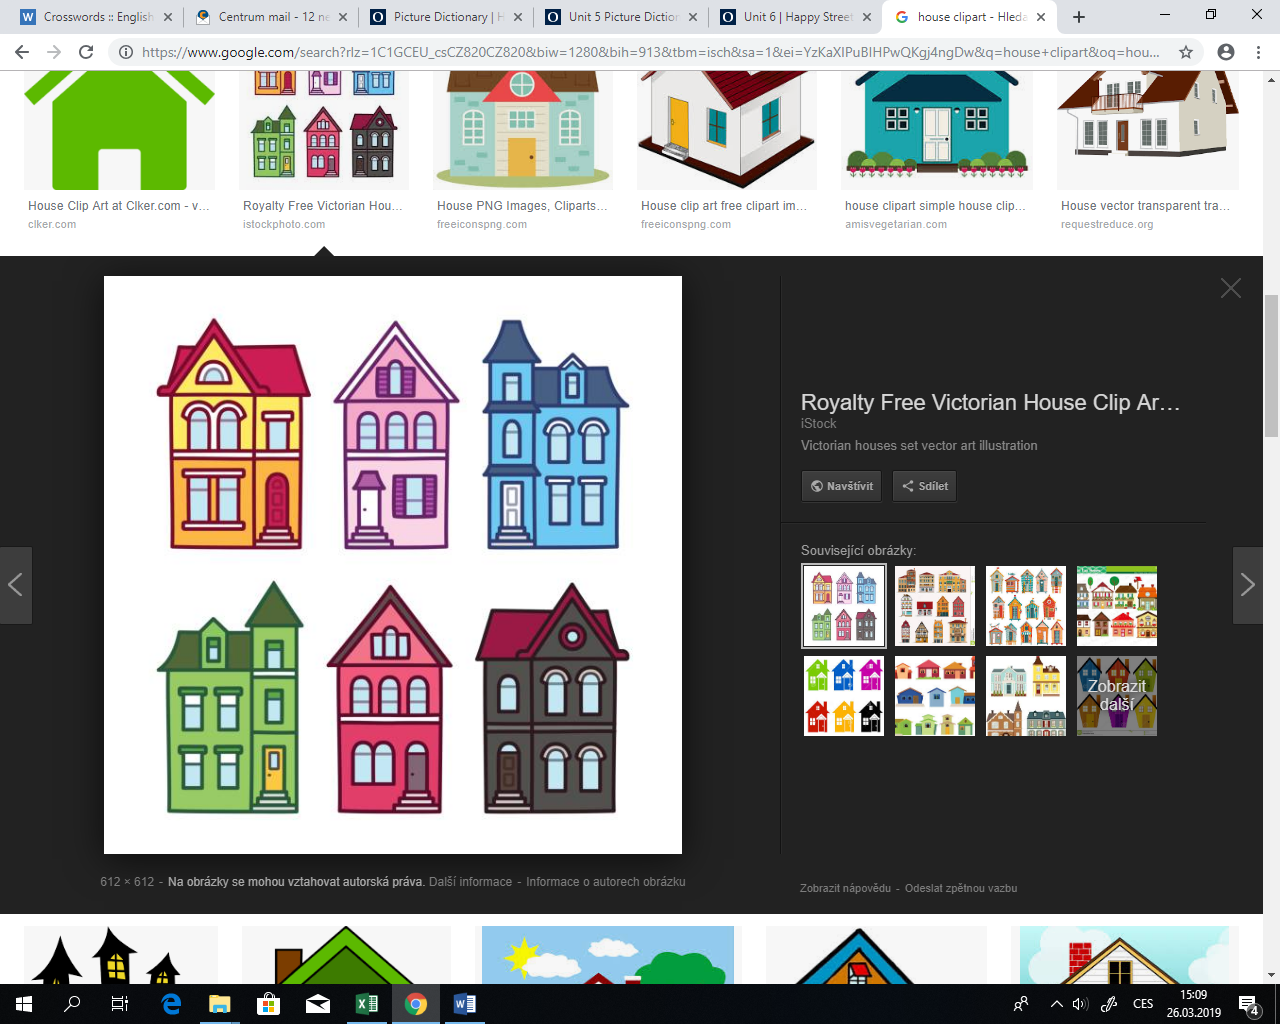 Crosswords :: English
Centrum mail - 12 ne
Picture Dictionary | H
Unit 5 Picture Diction
Unit 6 | Happy Street
house clipart - Hleda
https://www.google.com/search?rlz=1C1GCEU_csCZ820CZ820&biw=1280&bih=913&tbm=isch&sa=1&ei=YzKaXIPuBIHPwQKgj4ngDw&q=house+clipart&oq=hou...
House Clip Art at Clker.com - v...
clker.com
Royalty Free Victorian Hou...
istockphoto.com
House PNG Images, Cliparts...
freeiconspng.com
House clip art free clipart im...
freeiconspng.com
house clipart simple house clip...
amisvegetarian.com
House vector transparent tra...
requestreduce.org
Royalty Free Victorian House Clip Ar...
iStock
Victorian houses set vector art illustration
Navštívit
Sdílet
Související obrázky:
Zobrazit
další
612 × 612 - Na obrázky se mohou vztahovat autorská práva. Další informace - Informace o autorech obrázku
Zobrazit nápovědu - Odeslat zpětnou vazbu
CES
15:09
26.03.2019
4